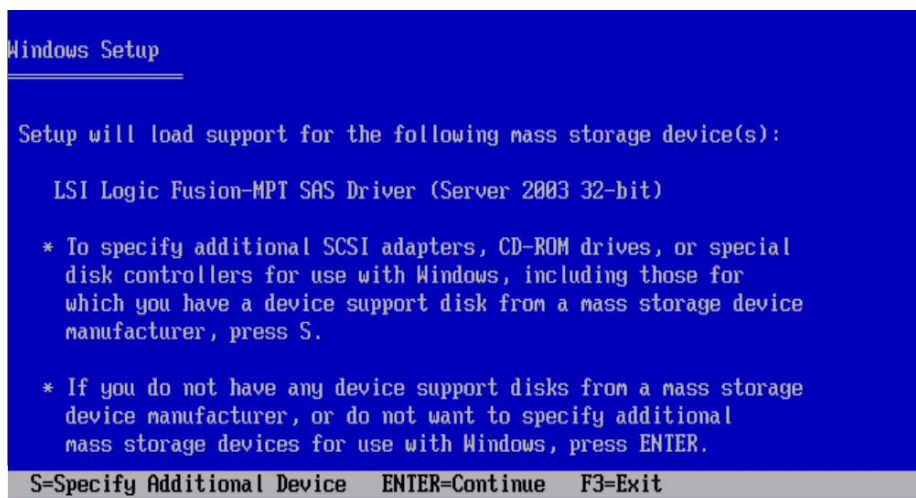 Windows Setup
Setup will load support for the following mass storage device(s):
LSI Logic Fusion-MPT SAS Driver (Server 2003 32-bit)
* To specify additional SCSI adapters, CD-ROM drives, or special
disk controllers for use with Windows, including those for
which you have a device support disk from a mass storage device
manufacturer, press S.
* If you do not have any device support disks from a mass storage
device manufacturer, or do not want to specify additional
mass storage devices for use with Windows, press ENTER.
S=Specify Additional Device ENTER=Continue F3=Exit